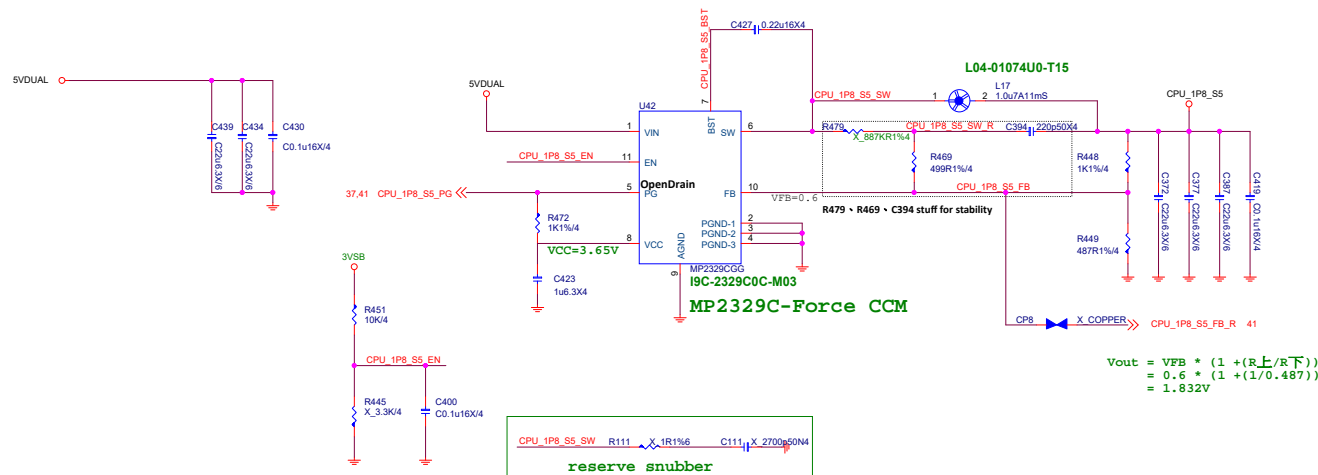 C427
0.22u16X4
CPU_1P8_S5_BST
L04-01074U0-T15
5VDUAL
5VDUAL
CPU_1P8_S5_SW
1
2
L17
1.0u7A11mS
CPU_1P8_S5
C439
C22u6.3X/6
C434
C22u6.3X/6
C430
C0.1u16X/4
U42
7
1
VIN
BST
SW
6
R479
X_887KR1%4
CPU_1P8_S5_SW_R
C394
220p50X4
CPU_1P8_S5_EN
11
EN
R469
499R1%/4
R448
1K1%/4
37,41
CPU_1P8_S5_PG
5
OpenDrain
PG
FB
10
VFB=0.6
CPU_1P8_S5_FB
C372
C22u6.3X/6
C377
C22u6.3X/6
C387
C22u6.3X/6
C419
C0.1u16X/4
R479、R469、C394 stuff for stability
R472
1K1%/4
PGND-1
2
PGND-2
3
PGND-3
4
8
VCC
VCC=3.65V
AGND
9
R449
487R1%/4
3VSB
C423
1u6.3X4
MP2329CGG
I9C-2329C0C-M03
MP2329C-Force CCM
R451
10K/4
CP8
X_COPPER
CPU_1P8_S5_FB_R
41
CPU_1P8_S5_EN
Vout = VFB * (1 +(R上/R下))
= 0.6 * (1 +(1/0.487))
= 1.832V
R445
X_3.3K/4
C400
C0.1u16X/4
CPU_1P8_S5_SW
R111
X_1R1%6
C111
X_2700p50N4
reserve snubber